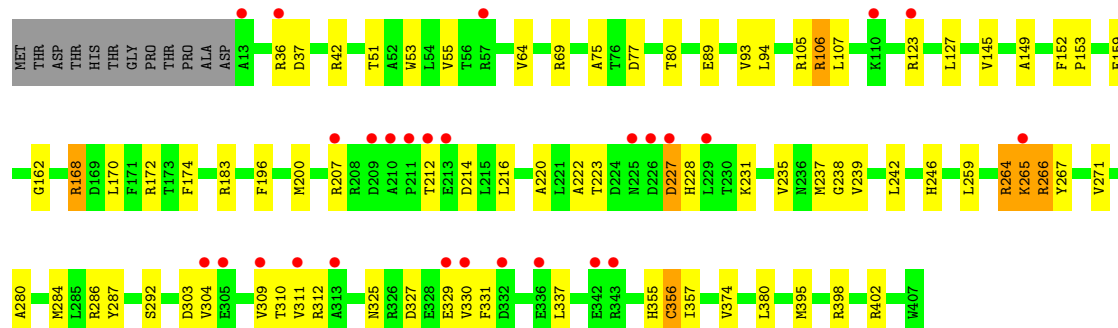 MET THR ASP THR HIS THR THR GLY PRO THR THR PRO ALA ASP A13 R36 D37 R42 T51 A52 W53 L54 V55 T56 R57 V64 R69 A75 T76 D77 T80 E89 V93 L94 R105 R106 L107 K110 R123 L127 V145 A149 F152 P153
G162 R168 D169 L170 F171 R172 T173 F174 R183 F196 M200 R207 R208 D209 A210 P211 T212 E213 D214 L215 L216 A220 L221 A222 T223 D224 N225 D226 D227 H228 L229 T230 K231 V235 N236 M237 G238 V239 L242 H246 L259 R264 K265 R266 Y267 V271
A280 M284 L285 R286 Y287 S292 D303 V304 E305 V309 T310 V311 R312 A313 N325 R326 D327 E328 E329 V330 F331 D332 E336 L337 E342 R343 H355 C356 I357 V374 L380 M395 R398 R402 W407